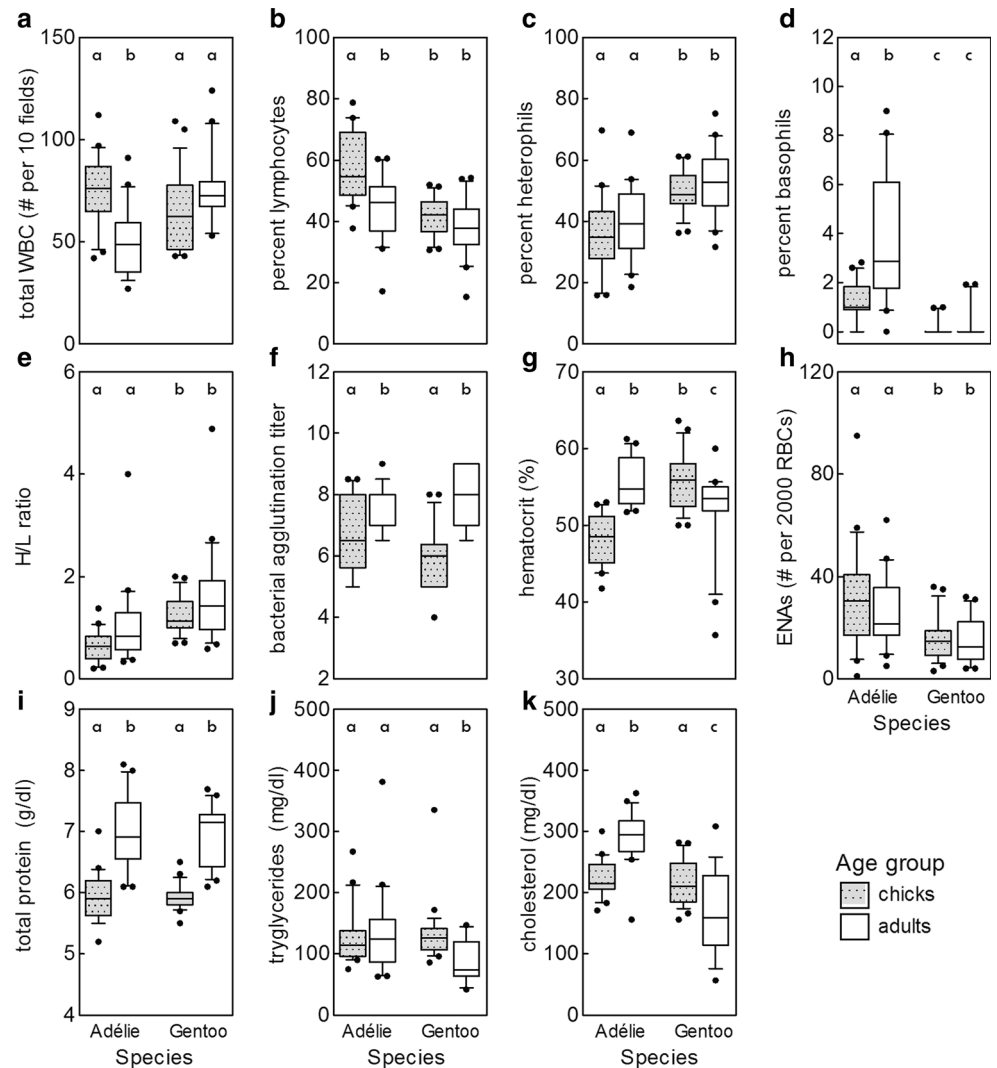 a
total WBC (# per 10 fields)
150
100
50
0
a b a a
b
percent lymphocytes
100
80
60
40
20
0
a b b b
c
percent heterophils
100
80
60
40
20
0
a a b b
d
percent basophils
12
10
8
6
4
2
0
a b c c
e
H/L ratio
6
4
2
0
a a b b
f
bacterial agglutination titer
12
10
8
6
4
2
a b a b
g
hematocrit (%)
70
60
50
40
30
a b b c
h
ENAs (# per 2000 RBCs)
120
80
40
0
a a b b
Adélie Gentoo
Species
i
total protein (g/dl)
9
8
7
6
5
4
a b a b
Adélie Gentoo
Species
j
tryglycerides (mg/dl)
500
400
300
200
100
0
a a a b
Adélie Gentoo
Species
k
cholesterol (mg/dl)
500
400
300
200
100
0
a b a c
Adélie Gentoo
Species
Age group
chicks
adults